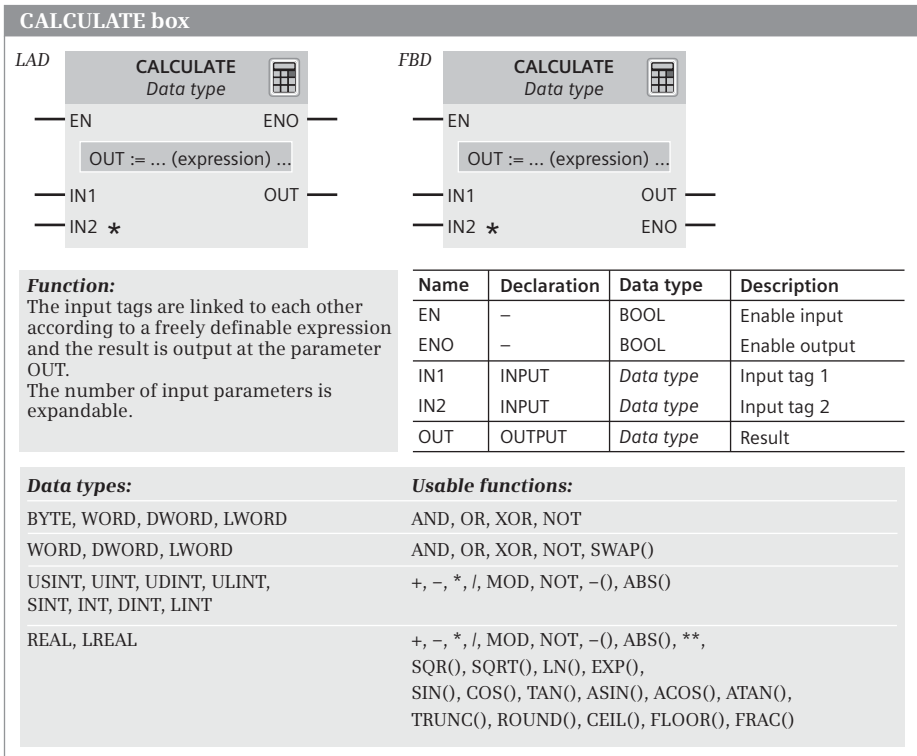 CALCULATE box
LAD
CALCULATE
Data type
EN ENO
OUT := ... (expression) ...
IN1 OUT
IN2 *
FBD
CALCULATE
Data type
EN
OUT := ... (expression) ...
IN1 OUT
IN2 * ENO
Function:
The input tags are linked to each other
according to a freely definable expression
and the result is output at the parameter
OUT.
The number of input parameters is
expandable.
Name Declaration Data type Description
EN – BOOL Enable input
ENO – BOOL Enable output
IN1 INPUT Data type Input tag 1
IN2 INPUT Data type Input tag 2
OUT OUTPUT Data type Result
Data types: Usable functions:
BYTE, WORD, DWORD, LWORD AND, OR, XOR, NOT
WORD, DWORD, LWORD AND, OR, XOR, NOT, SWAP()
USINT, UINT, UDINT, ULINT, +, −, *, /, MOD, NOT, −(), ABS()
SINT, INT, DINT, LINT
REAL, LREAL +, −, *, /, MOD, NOT, −(), ABS(), **,
SQR(), SQRT(), LN(), EXP(),
SIN(), COS(), TAN(), ASIN(), ACOS(), ATAN(),
TRUNC(), ROUND(), CEIL(), FLOOR(), FRAC()